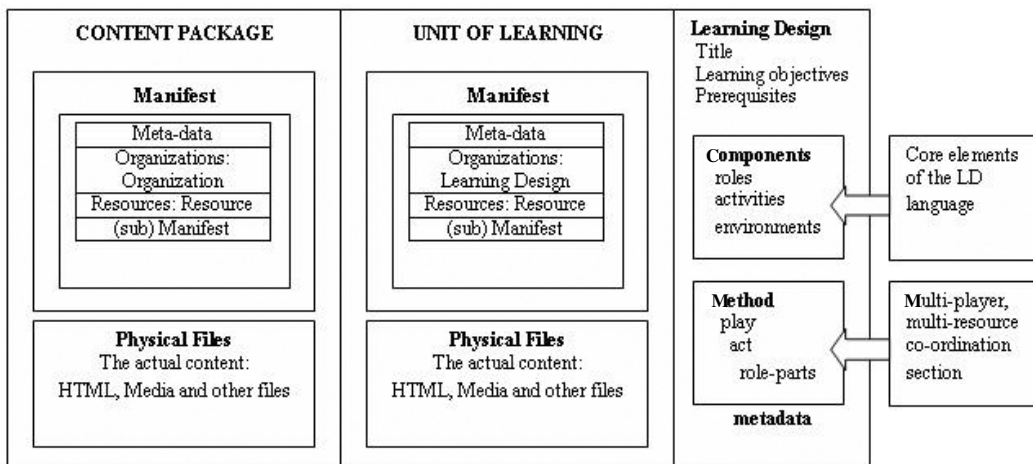 CONTENT PACKAGE
Manifest
Meta-data
Organizations:
Organization
Resources: Resource
(sub) Manifest
Physical Files
The actual content:
HTML, Media and other files
UNIT OF LEARNING
Manifest
Meta-data
Organizations:
Learning Design
Resources: Resource
(sub) Manifest
Physical Files
The actual content:
HTML, Media and other files
Learning Design
Title
Learning objectives
Prerequisites
Components
roles
activities
environments
Core elements
of the LD
language
Method
play
act
role-parts
metadata
Multi-player,
multi-resource
co-ordination
section